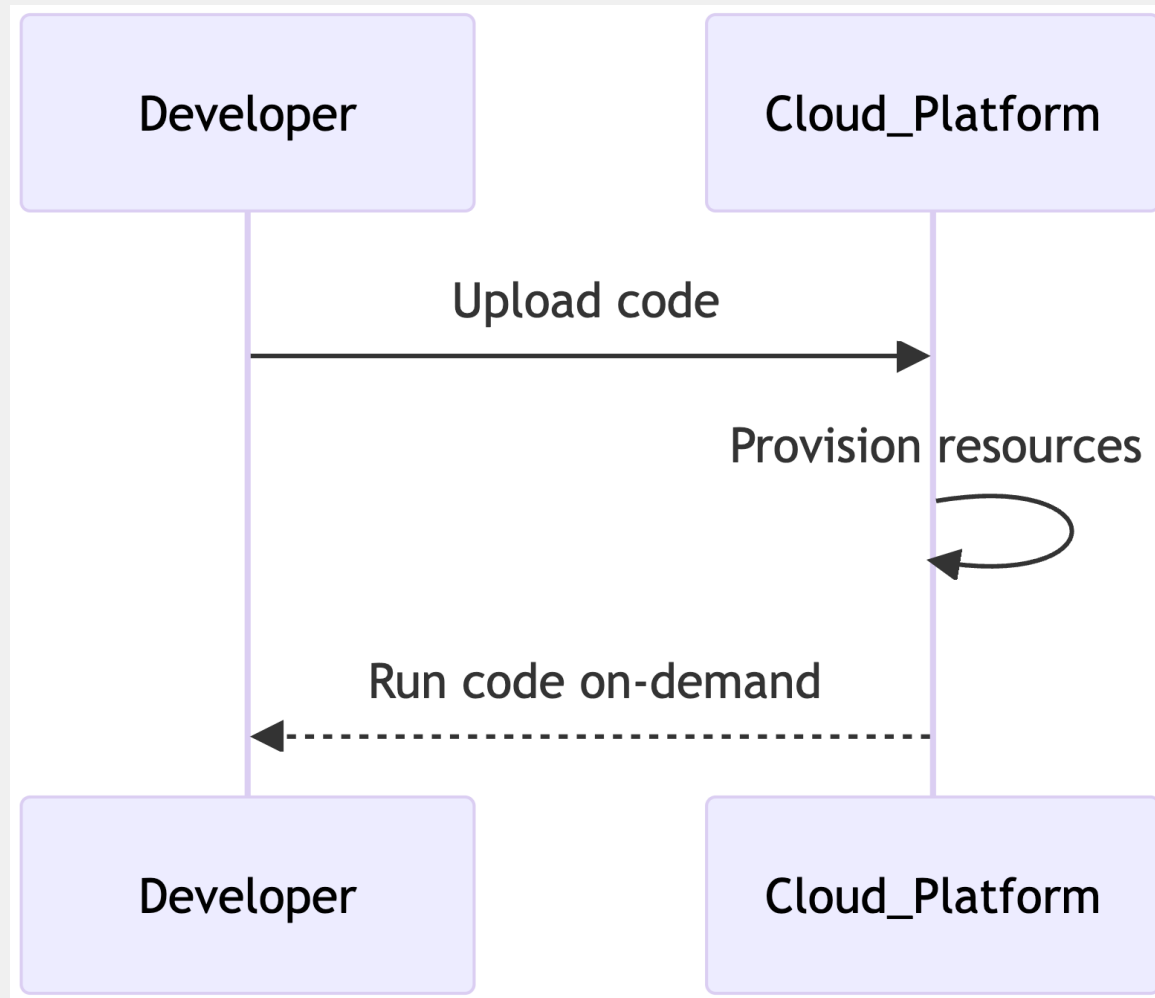 Developer
Cloud_Platform
Upload code
Provision resources
Run code on-demand
Developer
Cloud_Platform